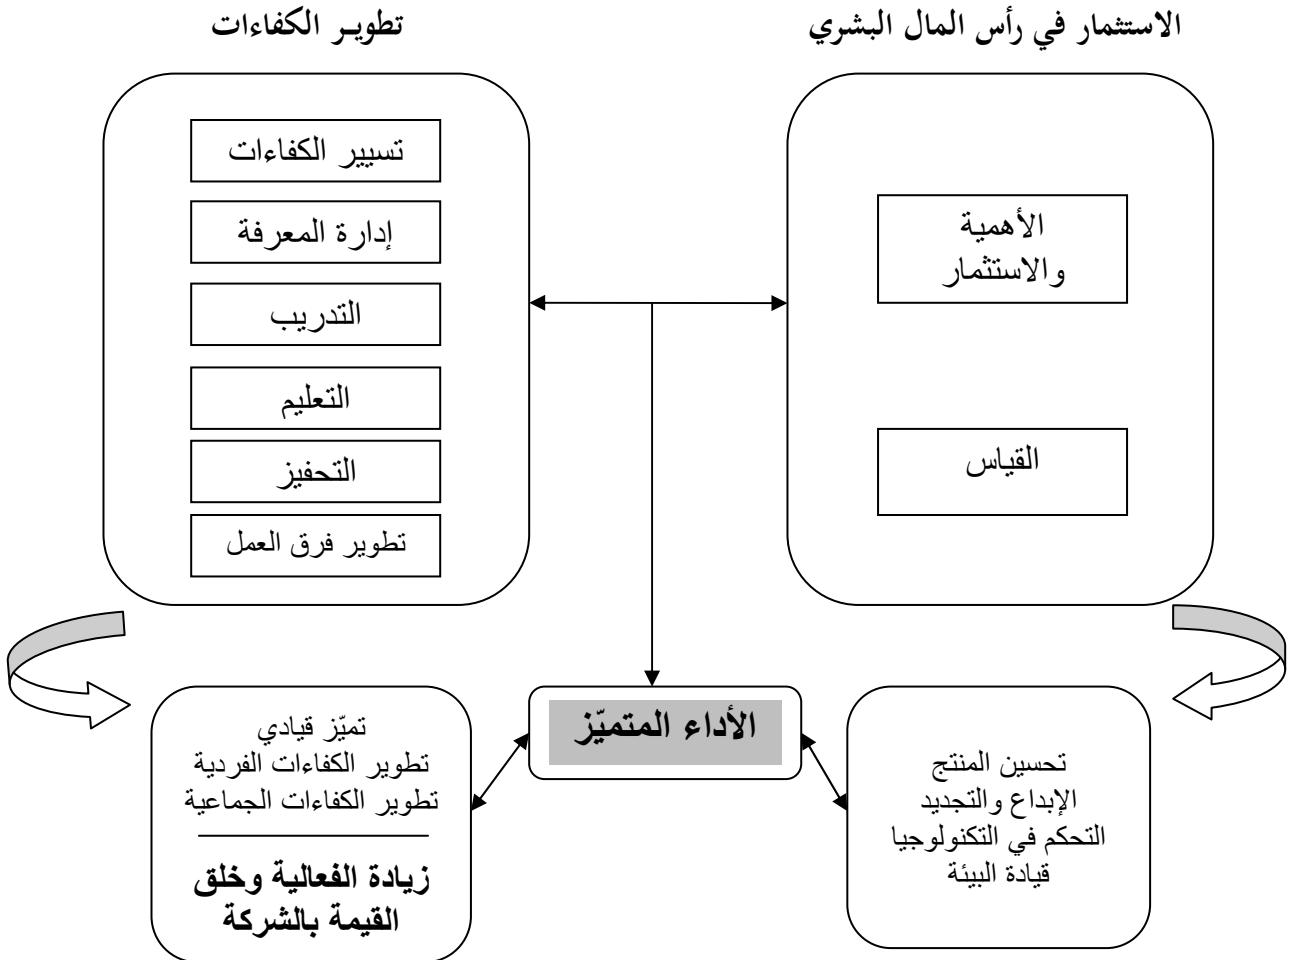 الاستثمار في رأس المال البشري
تطويـر الكفاءات
الأهمية
والاستثمار
القياس
تسيير الكفاءات
إدارة المعرفة
التدريب
التعليم
التحفيز
تطوير فرق العمل
الأداء المتميّز
تحسين المنتج
الإبداع والتجديد
التحكم في التكنولوجيا
قيادة البيئة
تميّز قيادي
تطوير الكفاءات الفردية
تطوير الكفاءات الجماعية
زيادة الفعالية وخلق
القيمة بالشركة